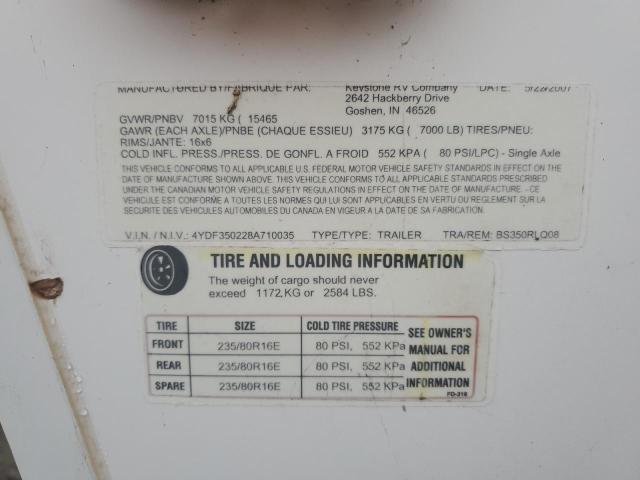 MANUFACTURED BY/FABRIQUE PAR: Keystone RV Company DATE: 5/22/2007
2642 Hackberry Drive
Goshen, IN 46526
GVWR/PNBV 7015 KG ( 15465
GAWR (EACH AXLE)/PNBE (CHAQUE ESSIEU) 3175 KG ( 7000 LB) TIRES/PNEU:
RIMS/JANTE: 16x6
COLD INFL. PRESS./PRESS. DE GONFL. A FROID 552 KPA ( 80 PSI/LPC) - Single Axle
THIS VEHICLE CONFORMS TO ALL APPLICABLE U.S. FEDERAL MOTOR VEHICLE SAFETY STANDARDS IN EFFECT ON THE
DATE OF MANUFACTURE. THIS VEHICLE CONFORMS TO ALL APPLICABLE STANDARDS PRESCRIBED
UNDER THE CANADIAN MOTOR VEHICLE SAFETY REGULATIONS IN EFFECT ON THE DATE OF MANUFACTURE. - CE
VEHICULE EST CONFORME A TOUTES LES NORMES QUI LUI SONT APPLICABLES EN VERTU DU REGLEMENT SUR LA
SECURITE DES VEHICULES AUTOMOBILES DU CANADA EN VIGEUR A LA DATE DE SA FABRICATION.
V.I.N. / N.I.V.: 4YDF350228A710035 TYPE/TYPE: TRAILER TRA/REM: BS350RLQ08
TIRE AND LOADING INFORMATION
The weight of cargo should never
exceed 1172 KG or 2584 LBS.
TIRE SIZE COLD TIRE PRESSURE SEE OWNER'S
FRONT 235/80R16E 80 PSI, 552 KPa MANUAL FOR
REAR 235/80R16E 80 PSI, 552 KPa ADDITIONAL
SPARE 235/80R16E 80 PSI, 552 KPa INFORMATION
FD-318